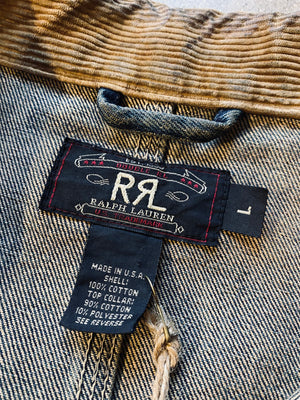 RRL
RALPH LAUREN
L
MADE IN U.S.A.
SHELL:
100% COTTON
TOP COLLAR:
90% COTTON
10% POLYESTER
SEE REVERSE